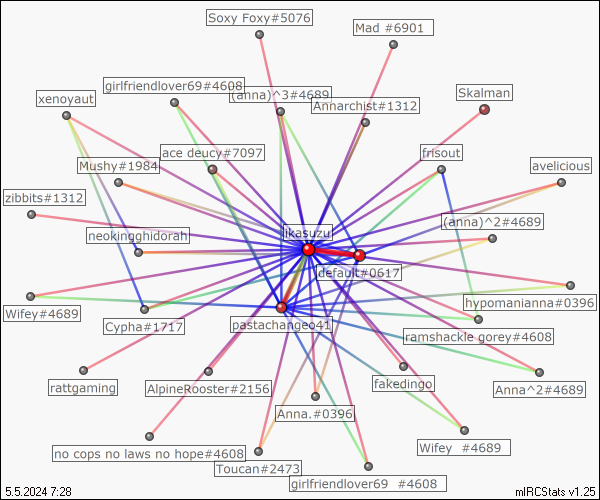 Soxy Foxy#5076
Mad #6901
girlfriendlover69#4608
(anna)^3#4689
xenoyaut
Annarchist#1312
Skalman
ace deucy#7097
frisout
Mushy#1984
avelicious
zibbits#1312
(anna)^2#4689
likasuzu
neokingghidorah
default#0617
hypomanianna#0396
Wifey#4689
Cypha#1717
pastachangeo41
ramshackle gorey#4608
rattgaming
AlpineRooster#2156
fakedingo
Anna^2#4689
Anna.#0396
no cops no laws no hope#4608
Wifey #4689
Toucan#2473
girlfriendlover69 #4608
5.5.2024 7:28
mIRCStats v1.25